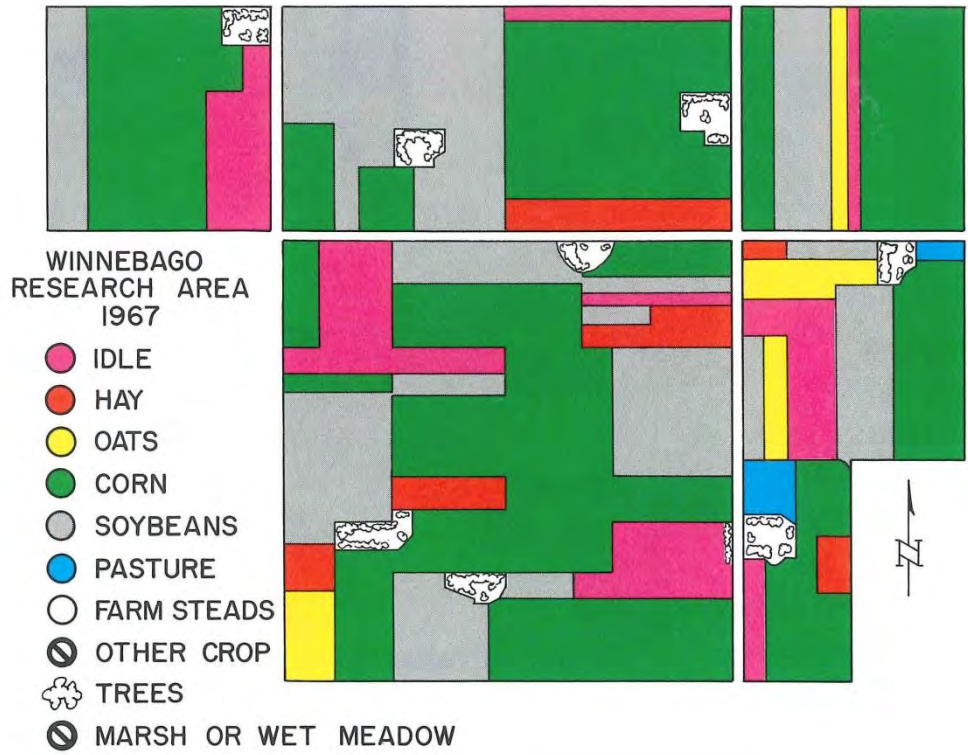 WINNEBAGO
RESEARCH AREA
1967
IDLE
HAY
OATS
CORN
SOYBEANS
PASTURE
FARM STEADS
OTHER CROP
TREES
MARSH OR WET MEADOW
N